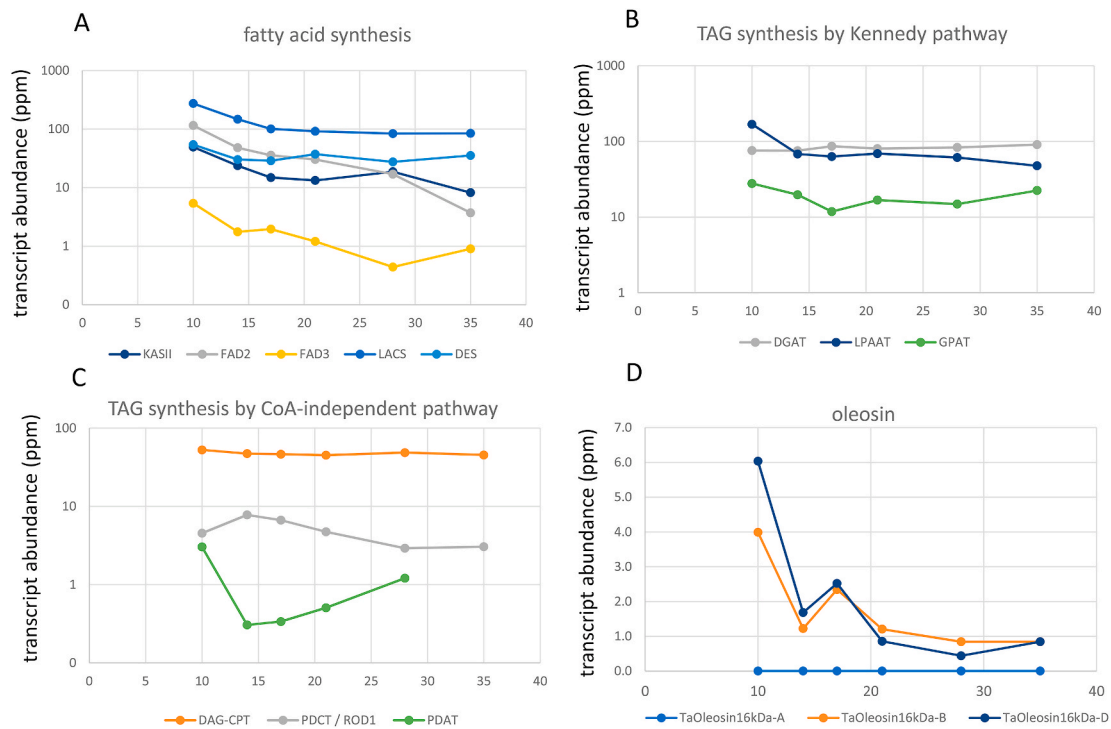 A
fatty acid synthesis
transcript abundance (ppm)
1000
100
10
1
0
0 5 10 15 20 25 30 35 40
KASII FAD2 FAD3 LACS DES
B
TAG synthesis by Kennedy pathway
transcript abundance (ppm)
1000
100
10
1
0 5 10 15 20 25 30 35 40
DGAT LPAAT GPAT
C
TAG synthesis by CoA-independent pathway
transcript abundance (ppm)
100
10
1
0
0 5 10 15 20 25 30 35 40
DAG-CPT PDCT / ROD1 PDAT
D
oleosin
transcript abundance (ppm)
7.0
6.0
5.0
4.0
3.0
2.0
1.0
0.0
0 10 20 30 40
TaOleosin16kDa-A TaOleosin16kDa-B TaOleosin16kDa-D